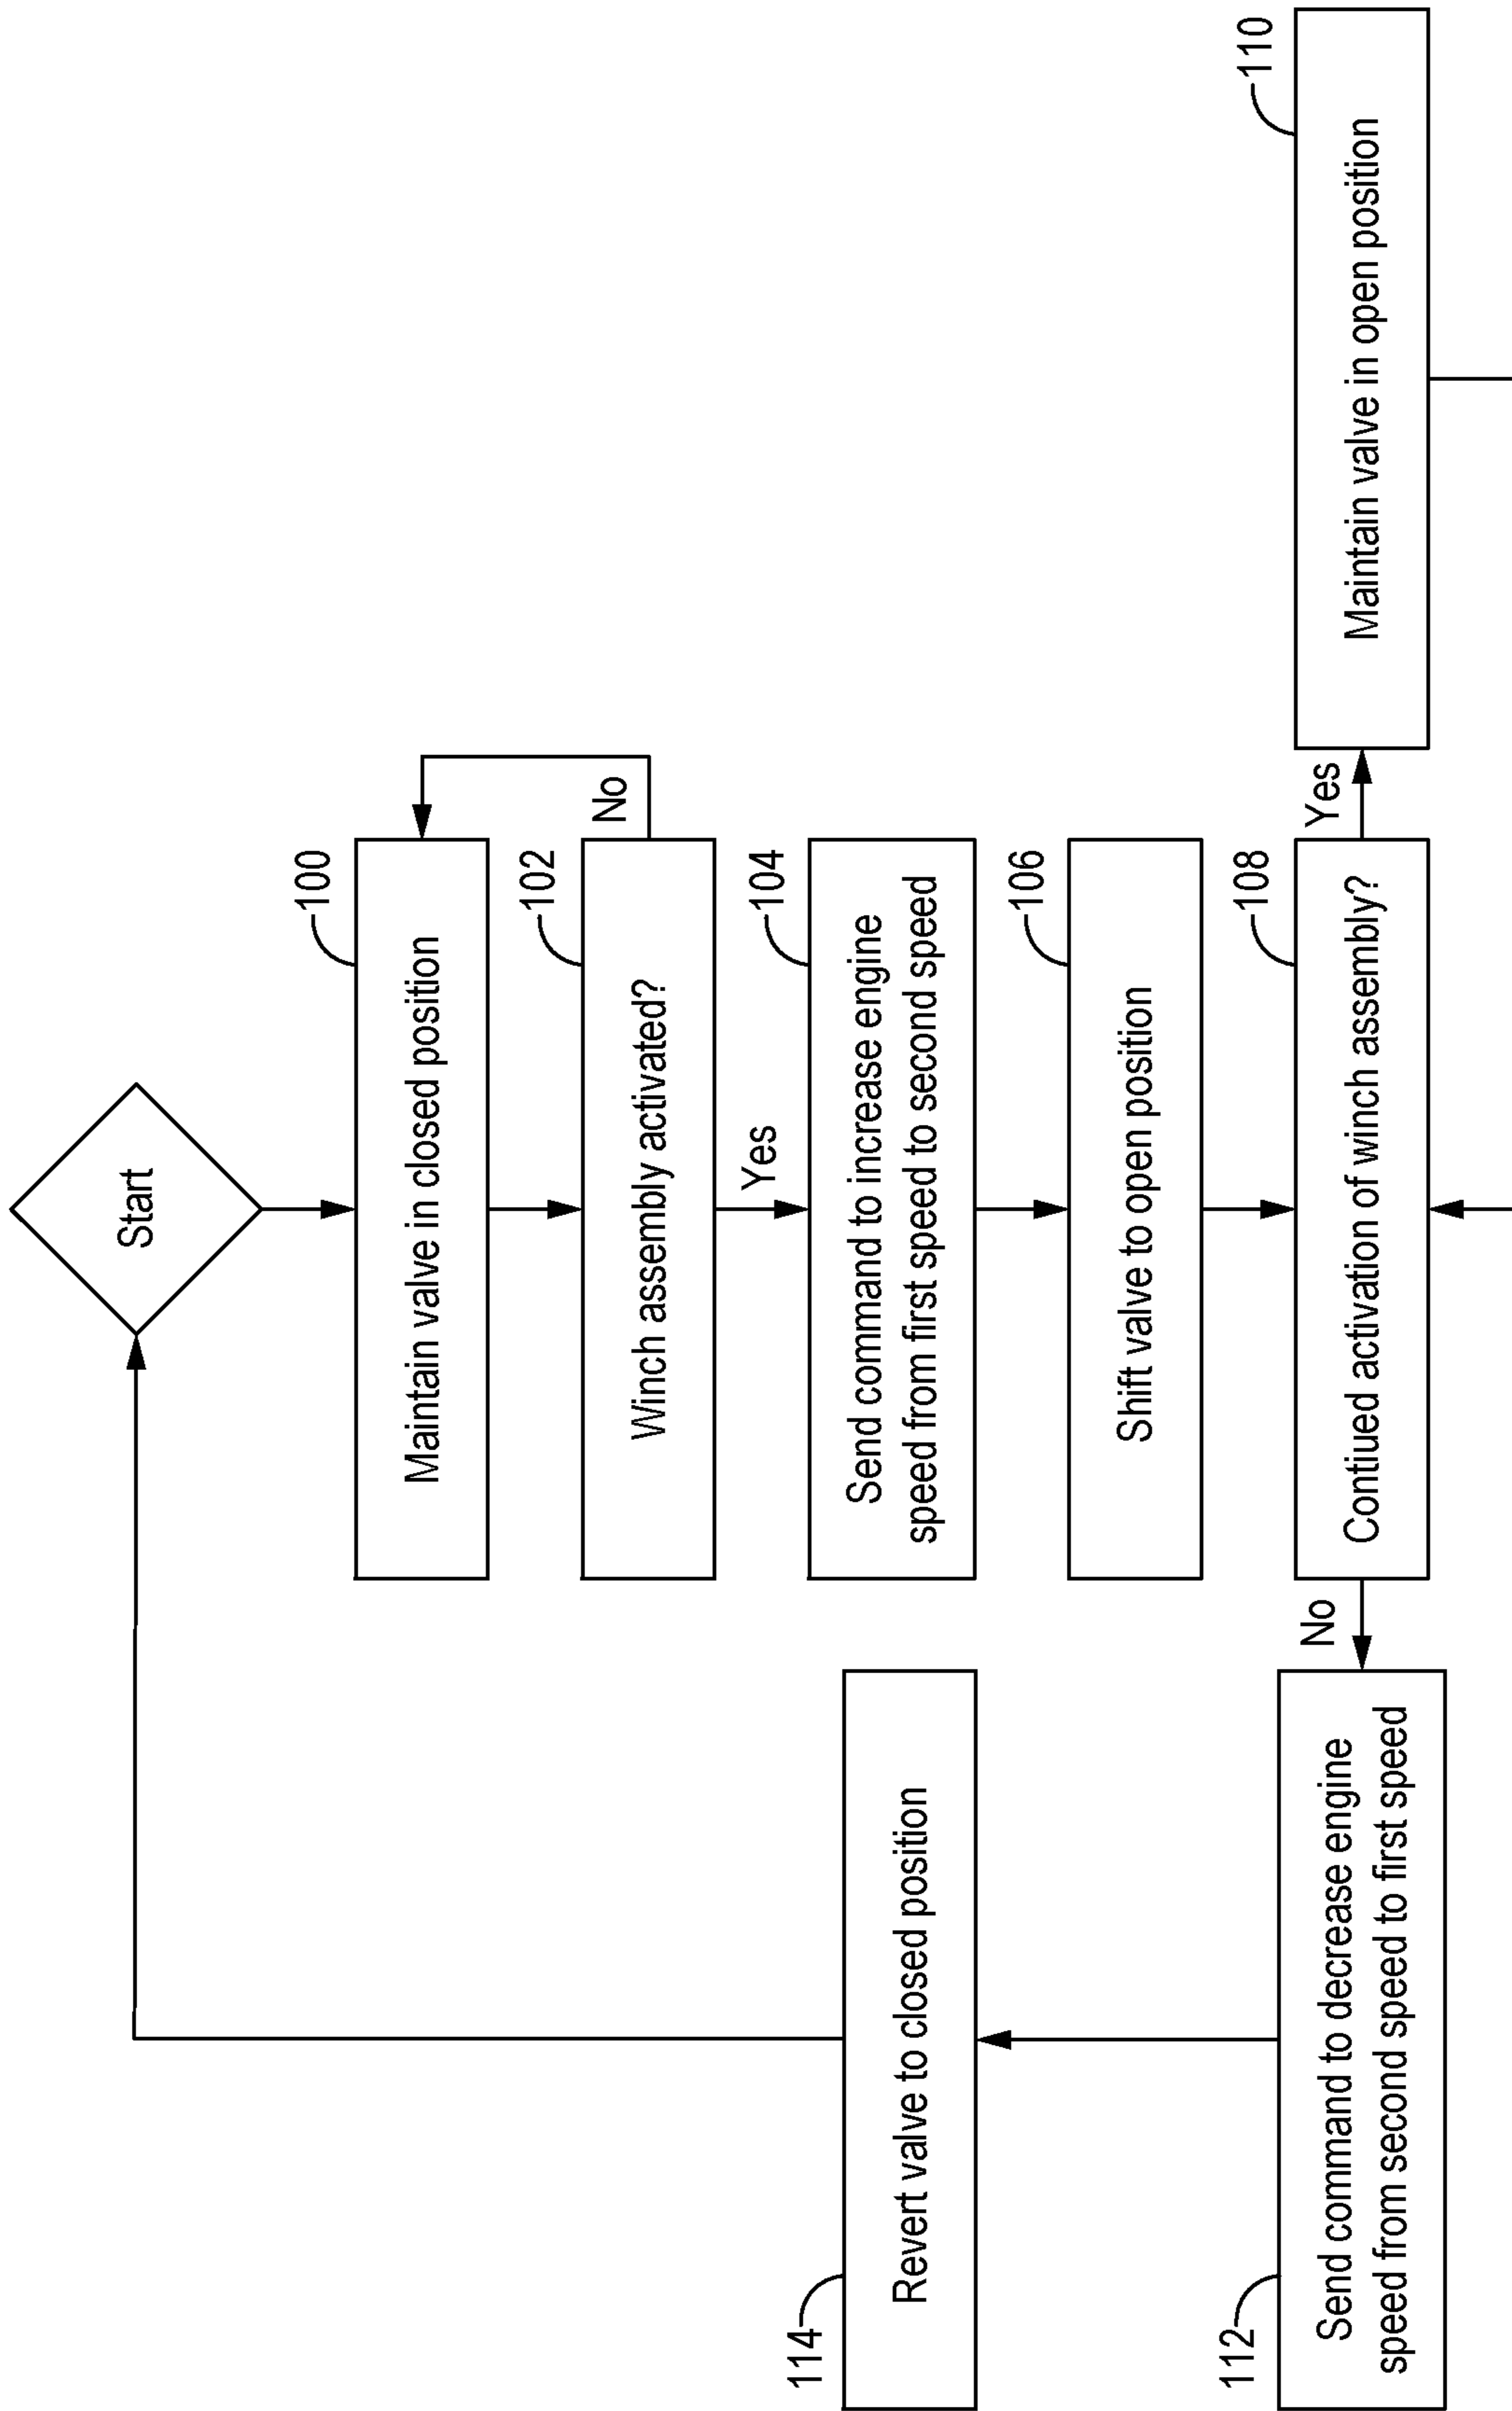 Start
100
Maintain valve in closed position
102
Winch assembly activated?
No
Yes
104
Send command to increase engine
speed from first speed to second speed
106
Shift valve to open position
108
Contiued activation of winch assembly?
Yes
110
Maintain valve in open position
No
112
Send command to decrease engine
speed from second speed to first speed
114
Revert valve to closed position